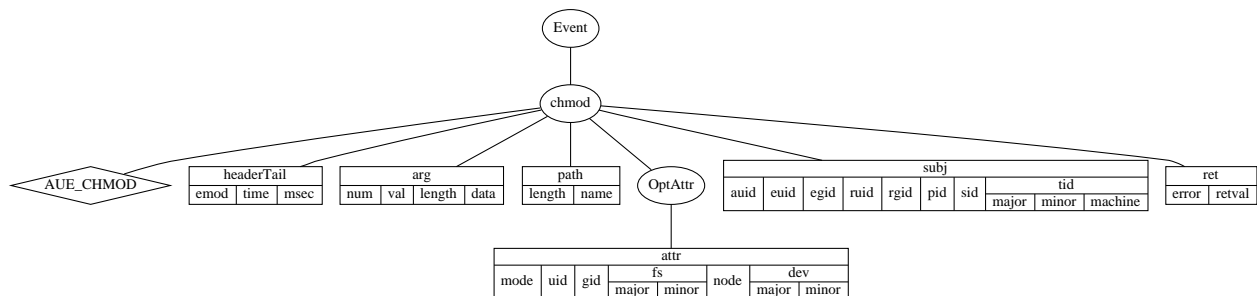 Event
chmod
AUE_CHMOD
headerTail
emod time msec
arg
num val length data
path
length name
OptAttr
subj
auid euid egid ruid rgid pid sid
tid
major minor machine
ret
error retval
attr
mode uid gid
fs
major minor
node
dev
major minor